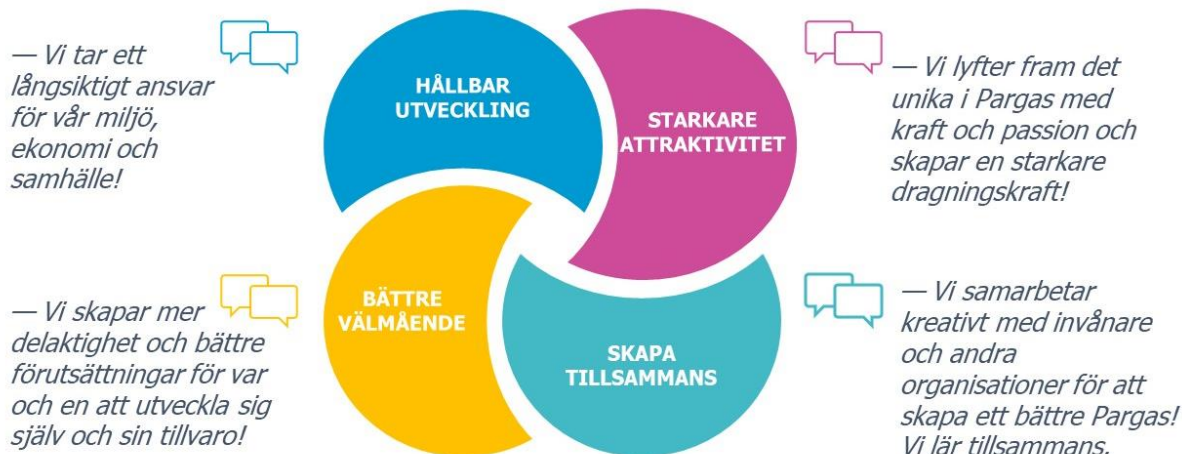 — Vi tar ett
långsiktigt ansvar
för vår miljö,
ekonomi och
samhälle!
HÅLLBAR
UTVECKLING
STARKARE
ATTRAKTIVITET
— Vi lyfter fram det
unika i Pargas med
kraft och passion och
skapar en starkare
dragningskraft!
— Vi skapar mer
delaktighet och bättre
förutsättningar för var
och en att utveckla sig
själv och sin tillvaro!
BÄTTRE
VÄLMÅENDE
SKAPA
TILLSAMMANS
— Vi samarbetar
kreativt med invånare
och andra
organisationer för att
skapa ett bättre Pargas!
Vi lär tillsammans.